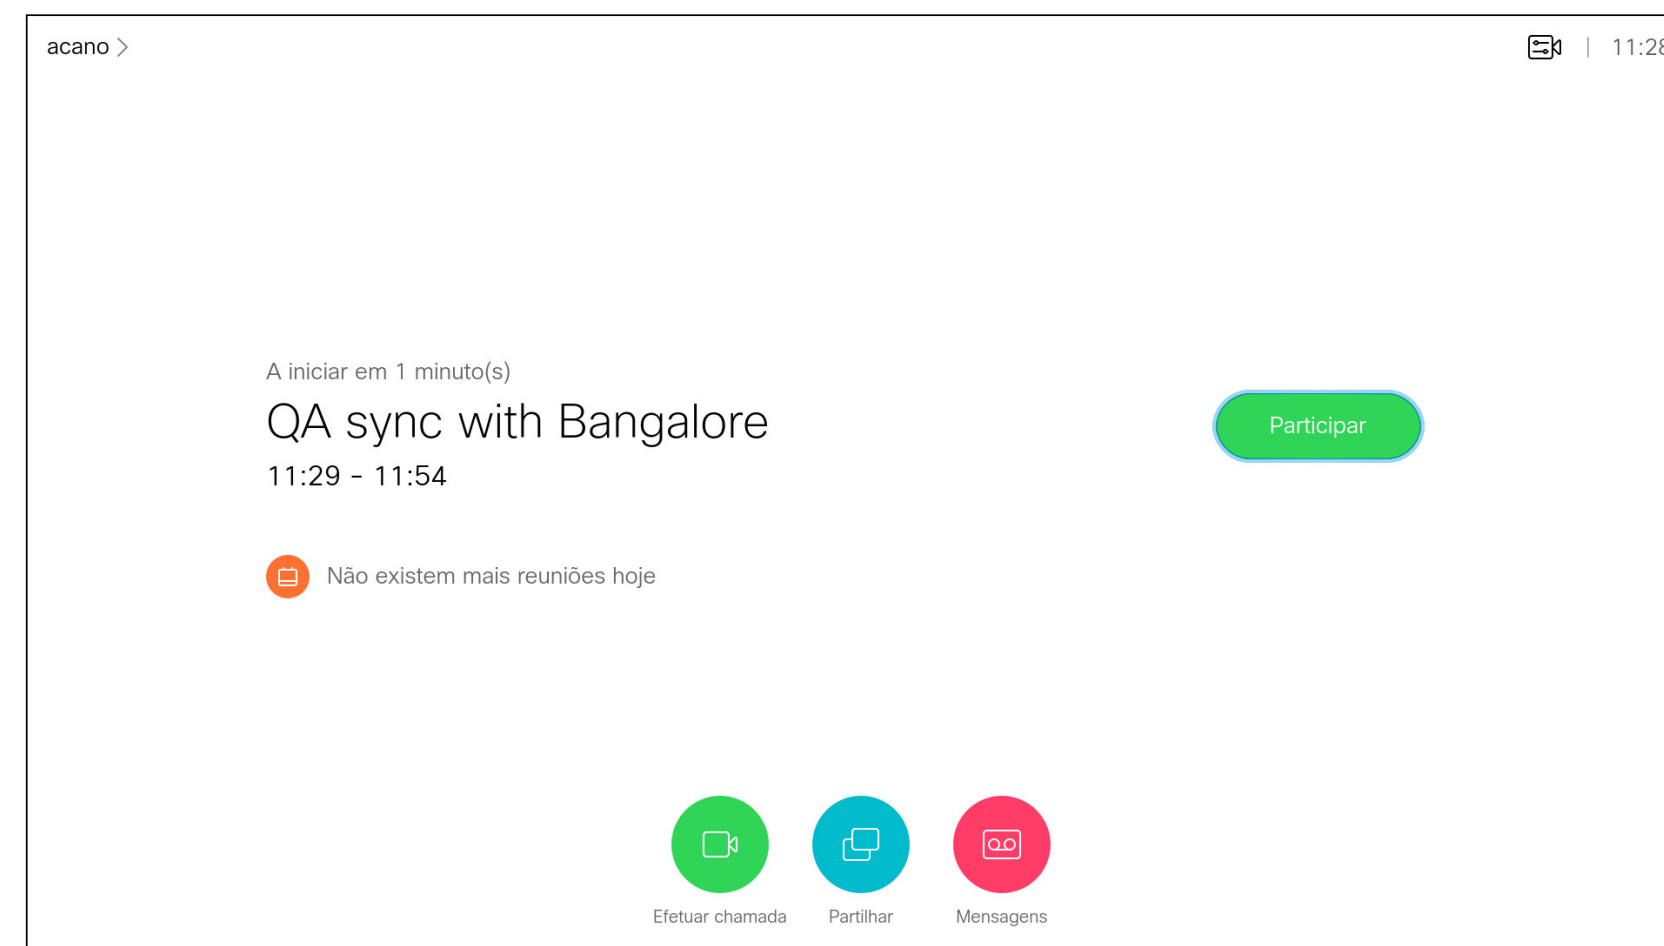 acano
11:28
A iniciar em 1 minuto(s)
QA sync with Bangalore
Participar
11:29 - 11:54
Não existem mais reuniões hoje
Efetuar chamada
Partilhar
Mensagens